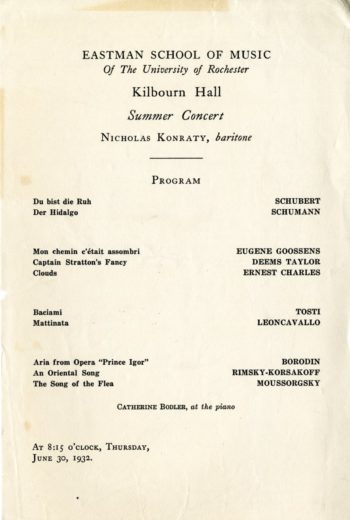 EASTMAN SCHOOL OF MUSIC
Of The University of Rochester
Kilbourn Hall
Summer Concert
NICHOLAS KONRATY, baritone
PROGRAM
Du bist die Ruh SCHUBERT
Der Hidalgo SCHUMANN
Mon chemin c'était assombri EUGENE GOOSSENS
Captain Stratton's Fancy DEEMS TAYLOR
Clouds ERNEST CHARLES
Baciami TOSTI
Mattinata LEONCAVALLO
Aria from Opera "Prince Igor" BORODIN
An Oriental Song RIMSKY-KORSAKOFF
The Song of the Flea MOUSSORGSKY
CATHERINE BODLER, at the piano
AT 8:15 O'CLOCK, THURSDAY,
JUNE 30, 1932.